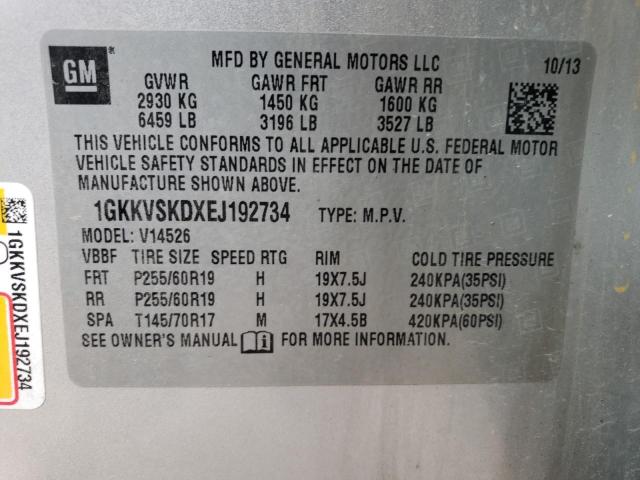 GM
MFD BY GENERAL MOTORS LLC 10/13
GVWR GAWR FRT GAWR RR
2930 KG 1450 KG 1600 KG
6459 LB 3196 LB 3527 LB
THIS VEHICLE CONFORMS TO ALL APPLICABLE U.S. FEDERAL MOTOR
VEHICLE SAFETY STANDARDS IN EFFECT ON THE DATE OF
MANUFACTURE SHOWN ABOVE.
1GKKVSKDXEJ192734 TYPE: M.P.V.
MODEL: V14526
VBBF TIRE SIZE SPEED RTG RIM COLD TIRE PRESSURE
FRT P255/60R19 H 19X7.5J 240KPA(35PSI)
RR P255/60R19 H 19X7.5J 240KPA(35PSI)
SPA T145/70R17 M 17X4.5B 420KPA(60PSI)
SEE OWNER'S MANUAL i FOR MORE INFORMATION.
1GKKVSKDXEJ192734